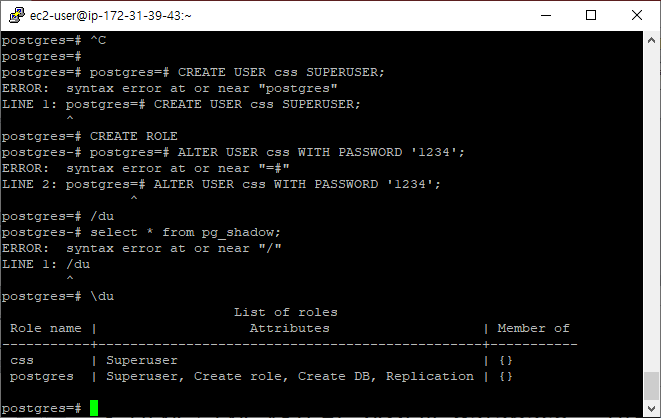 ec2-user@ip-172-31-39-43:~
postgres=# ^C
postgres=#
postgres=# postgres=# CREATE USER css SUPERUSER;
ERROR:  syntax error at or near "postgres"
LINE 1: postgres=# CREATE USER css SUPERUSER;
        ^
postgres=# CREATE ROLE
postgres-# postgres=# ALTER USER css WITH PASSWORD '1234';
ERROR:  syntax error at or near "=#"
LINE 2: postgres=# ALTER USER css WITH PASSWORD '1234';
                ^
postgres=# /du
postgres-# select * from pg_shadow;
ERROR:  syntax error at or near "/"
LINE 1: /du
        ^
postgres=# \du
                             List of roles
 Role name |                   Attributes                   | Member of
-----------+------------------------------------------------+-----------
 css       | Superuser                                      | {}
 postgres  | Superuser, Create role, Create DB, Replication | {}
postgres=#